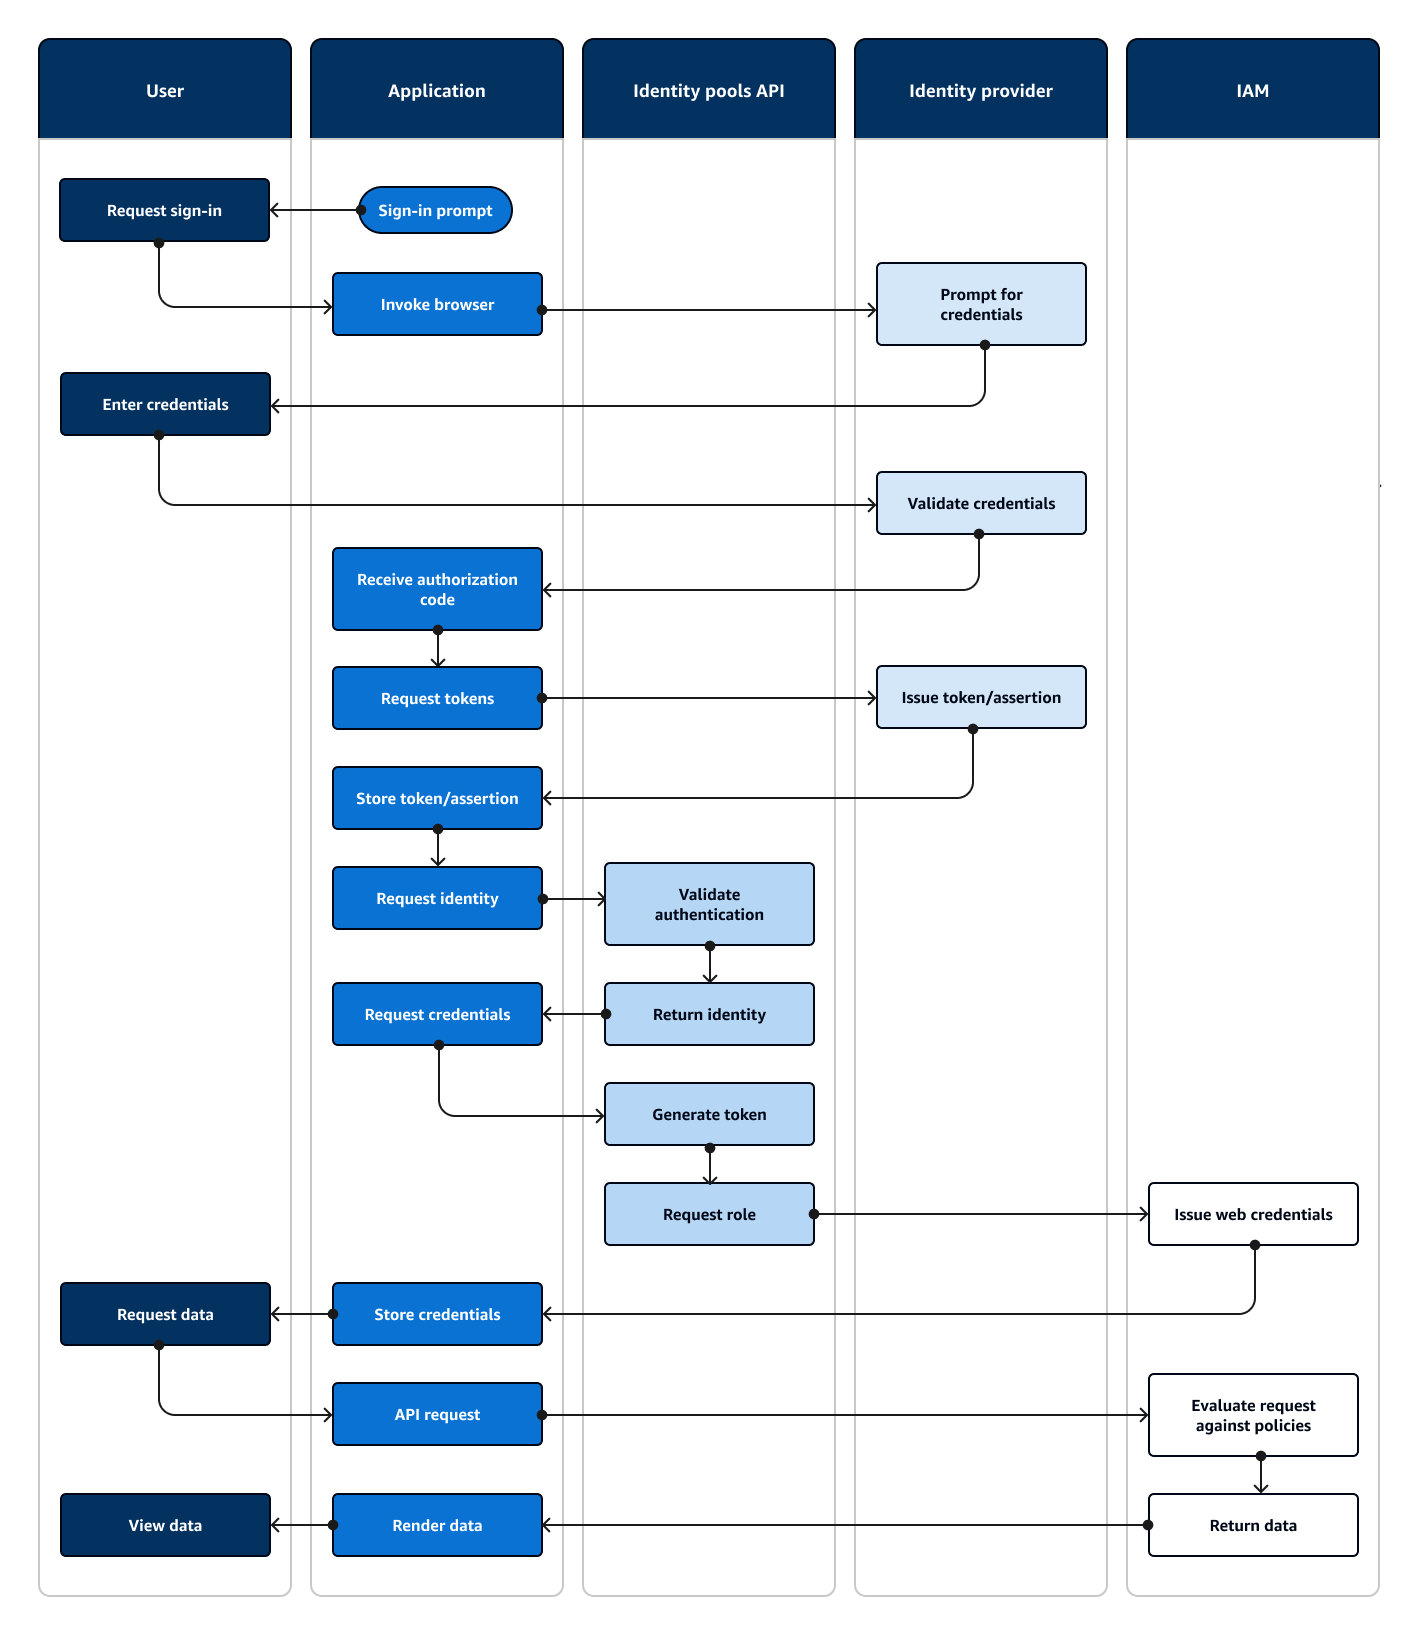 User
Application
Identity pools API
Identity provider
IAM
Request sign-in
Sign-in prompt
Invoke browser
Prompt for
credentials
Enter credentials
Validate credentials
Receive authorization
code
Request tokens
Issue token/assertion
Store token/assertion
Request identity
Validate
authentication
Request credentials
Return identity
Generate token
Request role
Issue web credentials
Request data
Store credentials
API request
Evaluate request
against policies
View data
Render data
Return data